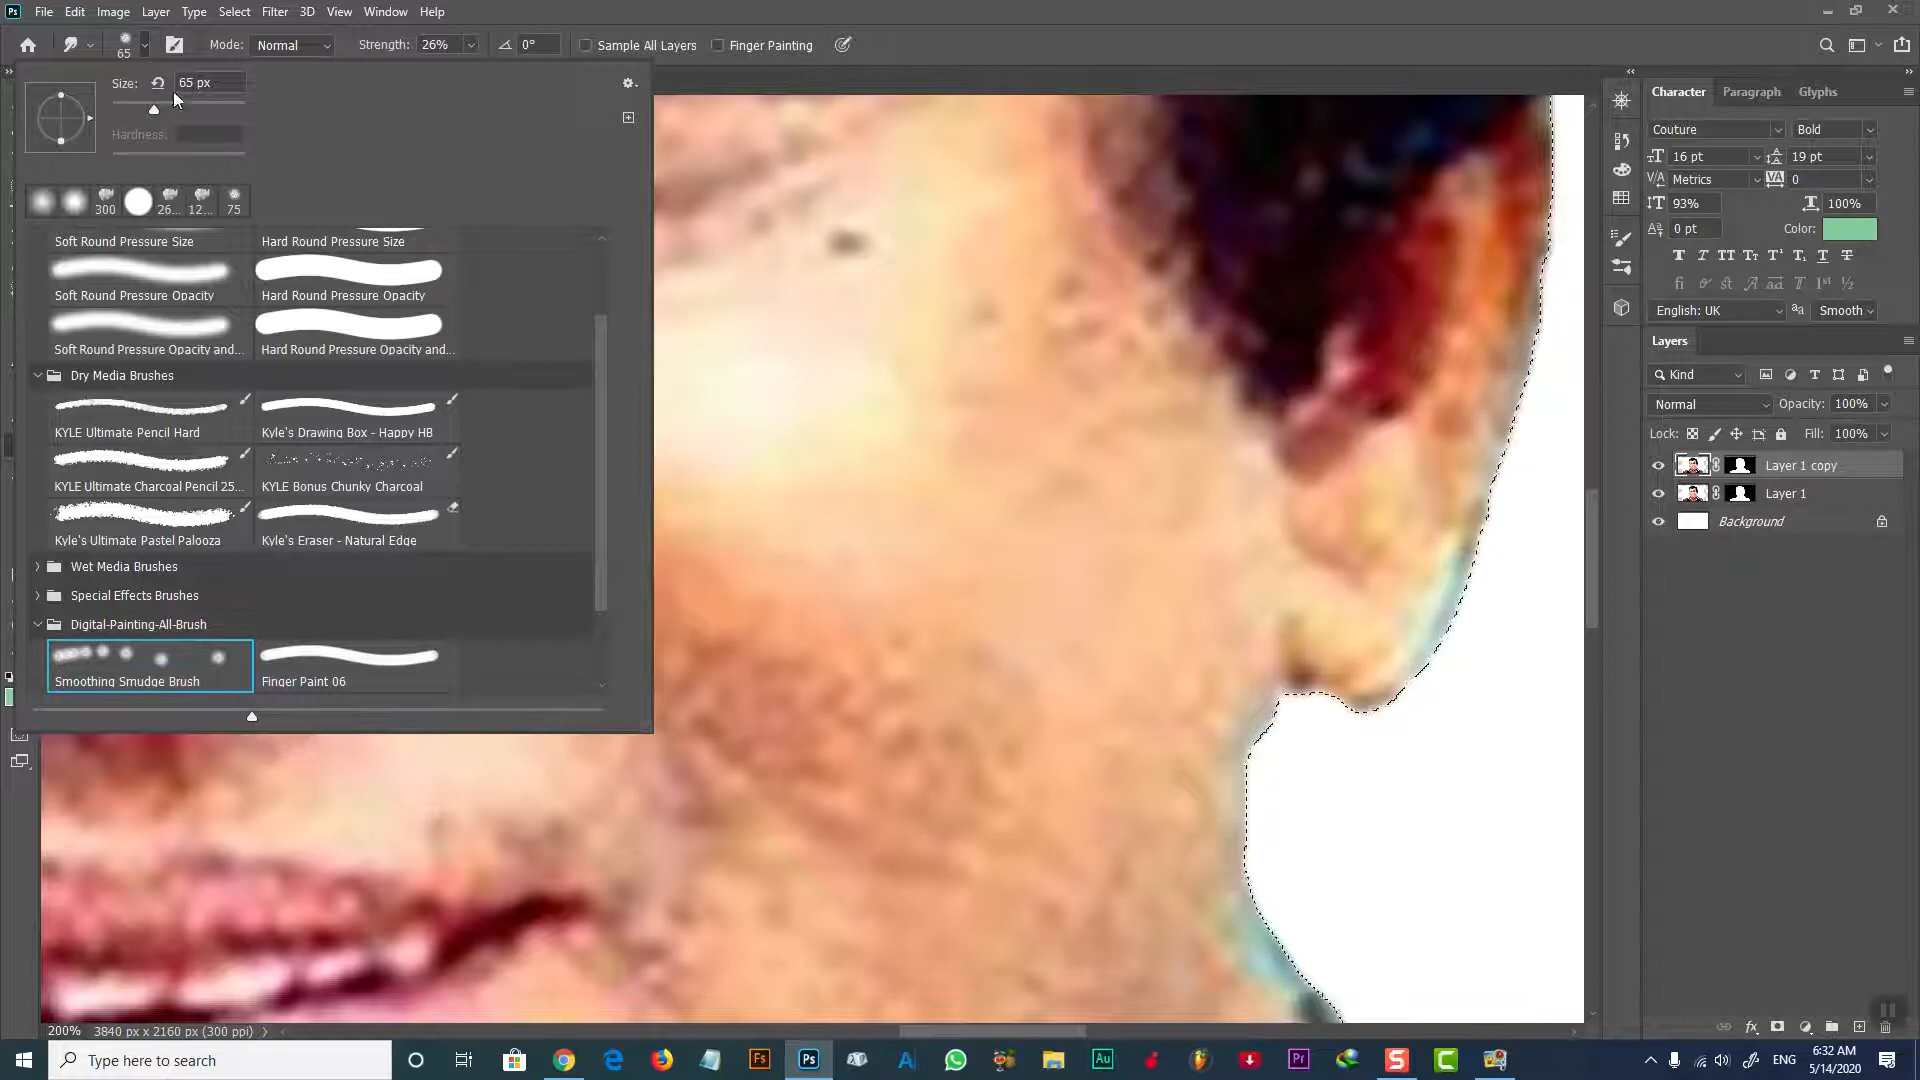 Ps File Edit Image Layer Type Select Filter 3D View Window Help
65 Mode: Normal Strength: 26% 0° Sample All Layers Finger Painting
Size: 65 px
Hardness:
300 26... 12... 75
Soft Round Pressure Size Hard Round Pressure Size
Soft Round Pressure Opacity Hard Round Pressure Opacity
Soft Round Pressure Opacity and... Hard Round Pressure Opacity and...
Dry Media Brushes
KYLE Ultimate Pencil Hard Kyle's Drawing Box - Happy HB
KYLE Ultimate Charcoal Pencil 25... KYLE Bonus Chunky Charcoal
Kyle's Ultimate Pastel Palooza Kyle's Eraser - Natural Edge
Wet Media Brushes
Special Effects Brushes
Digital-Painting-All-Brush
Smoothing Smudge Brush Finger Paint 06
Character Paragraph Glyphs
Couture Bold
16 pt 19 pt
Metrics 0
93% 100%
0 pt Color:
English: UK Smooth
Layers
Kind
Normal Opacity: 100%
Lock: Fill: 100%
Layer 1 copy
Layer 1
Background
200% 3840 px x 2160 px (300 ppi)
Type here to search
Fs Ps Au Pr S C
ENG 6:32 AM
5/14/2020